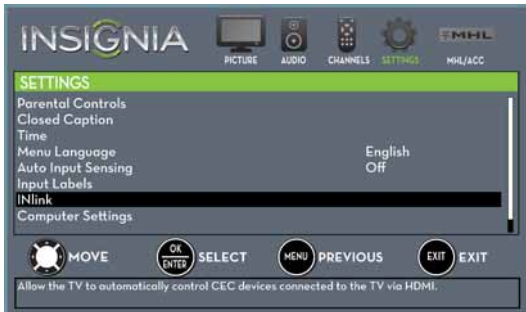 INSIGNIA
PICTURE AUDIO CHANNELS SETTINGS MHL MHL/ACC
SETTINGS
Parental Controls
Closed Caption
Time
Menu Language English
Auto Input Sensing Off
Input Labels
INlink
Computer Settings
MOVE OK ENTER SELECT MENU PREVIOUS EXIT EXIT
Allow the TV to automatically control CEC devices connected to the TV via HDMI.